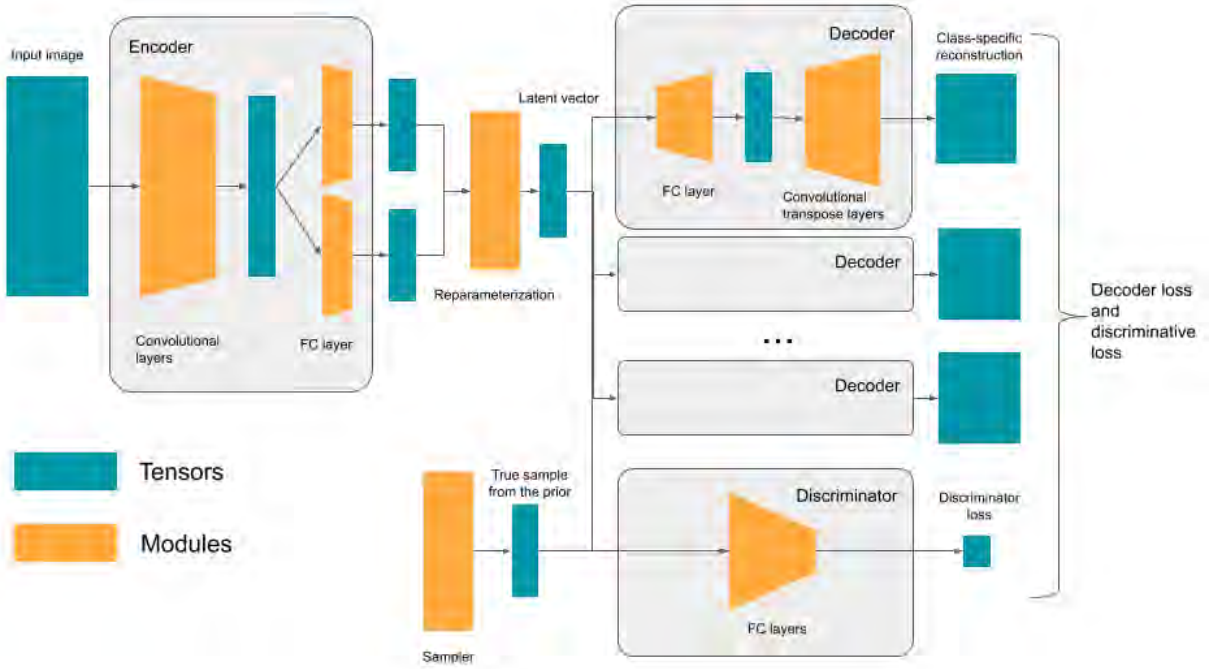 Input image
Encoder
Convolutional
layers
FC layer
Reparameterization
Latent vector
Decoder
FC layer
Convolutional
transpose layers
Class-specific
reconstruction
Decoder
...
Decoder
Decoder loss
and
discriminative
loss
Tensors
Modules
True sample
from the prior
Sampler
Discriminator
FC layers
Discriminator
loss